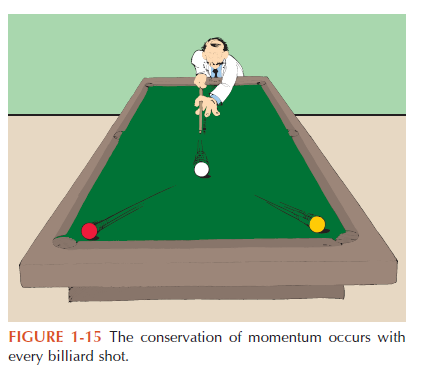 FIGURE 1-15 The conservation of momentum occurs with
every billiard shot.